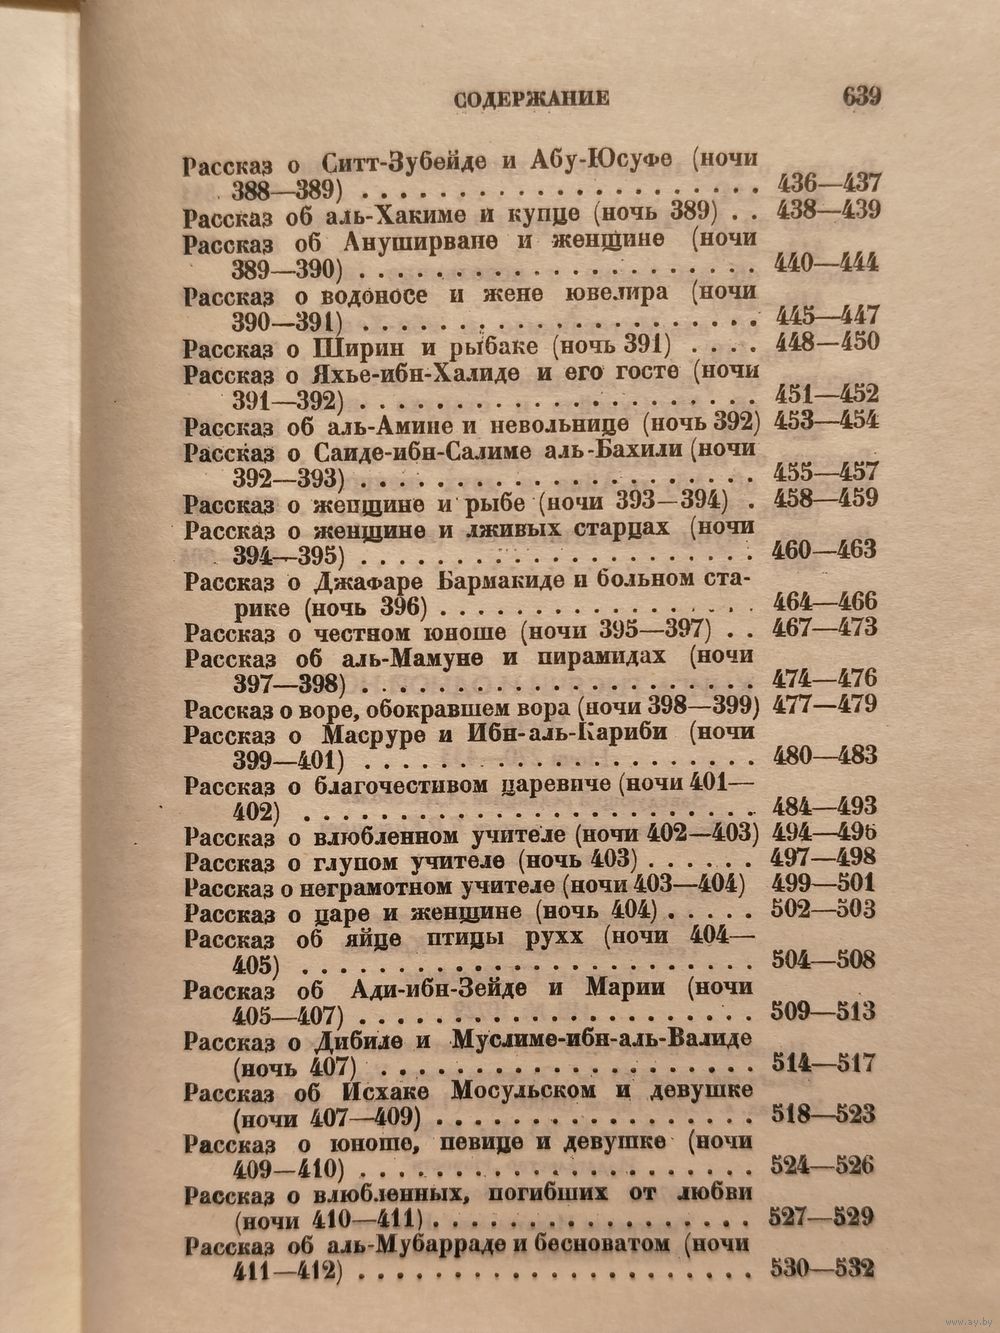 СОДЕРЖАНИЕ 639
Рассказ о Ситт-Зубейде и Абу-Юсуфе (ночи
388—389) . . . . . . . . . . . . . . . . . . 436—437
Рассказ об аль-Хакиме и купце (ночь 389) . . 438—439
Рассказ об Ануширване и женщине (ночи
389—390) . . . . . . . . . . . . . . . . . . 440—444
Рассказ о водоносе и жене ювелира (ночи
390—391) . . . . . . . . . . . . . . . . . . 445—447
Рассказ о Ширин и рыбаке (ночь 391) . . . . 448—450
Рассказ о Яхье-ибн-Халиде и его госте (ночи
391—392) . . . . . . . . . . . . . . . . . . 451—452
Рассказ об аль-Амине и невольнице (ночь 392) 453—454
Рассказ о Саиде-ибн-Салиме аль-Бахили (ночи
392—393) . . . . . . . . . . . . . . . . . . 455—457
Рассказ о женщине и рыбе (ночи 393—394) . 458—459
Рассказ о женщине и лживых старцах (ночи
394—395) . . . . . . . . . . . . . . . . . . 460—463
Рассказ о Джафаре Бармакиде и больном ста-
рике (ночь 396) . . . . . . . . . . . . . . 464—466
Рассказ о честном юноше (ночи 395—397) . . 467—473
Рассказ об аль-Мамуне и пирамидах (ночи
397—398) . . . . . . . . . . . . . . . . . . 474—476
Рассказ о воре, обокравшем вора (ночи 398—399) 477—479
Рассказ о Масруре и Ибн-аль-Кариби (ночи
399—401) . . . . . . . . . . . . . . . . . . 480—483
Рассказ о благочестивом царевиче (ночи 401—
402) . . . . . . . . . . . . . . . . . . . . 484—493
Рассказ о влюбленном учителе (ночи 402—403) 494—496
Рассказ о глупом учителе (ночь 403) . . . . . . 497—498
Рассказ о неграмотном учителе (ночи 403—404) 499—501
Рассказ о царе и женщине (ночь 404) . . . . . 502—503
Рассказ об яйце птицы рухх (ночи 404—
405) . . . . . . . . . . . . . . . . . . . . 504—508
Рассказ об Ади-ибн-Зейде и Марии (ночи
405—407) . . . . . . . . . . . . . . . . . . 509—513
Рассказ о Дибиле и Муслиме-ибн-аль-Валиде
(ночь 407) . . . . . . . . . . . . . . . . . 514—517
Рассказ об Исхаке Мосульском и девушке
(ночи 407—409) . . . . . . . . . . . . . . 518—523
Рассказ о юноше, певице и девушке (ночи
409—410) . . . . . . . . . . . . . . . . . . 524—526
Рассказ о влюбленных, погибших от любви
(ночи 410—411) . . . . . . . . . . . . . . 527—529
Рассказ об аль-Мубарраде и бесноватом (ночи
411—412) . . . . . . . . . . . . . . . . . . 530—532
www.ay.by